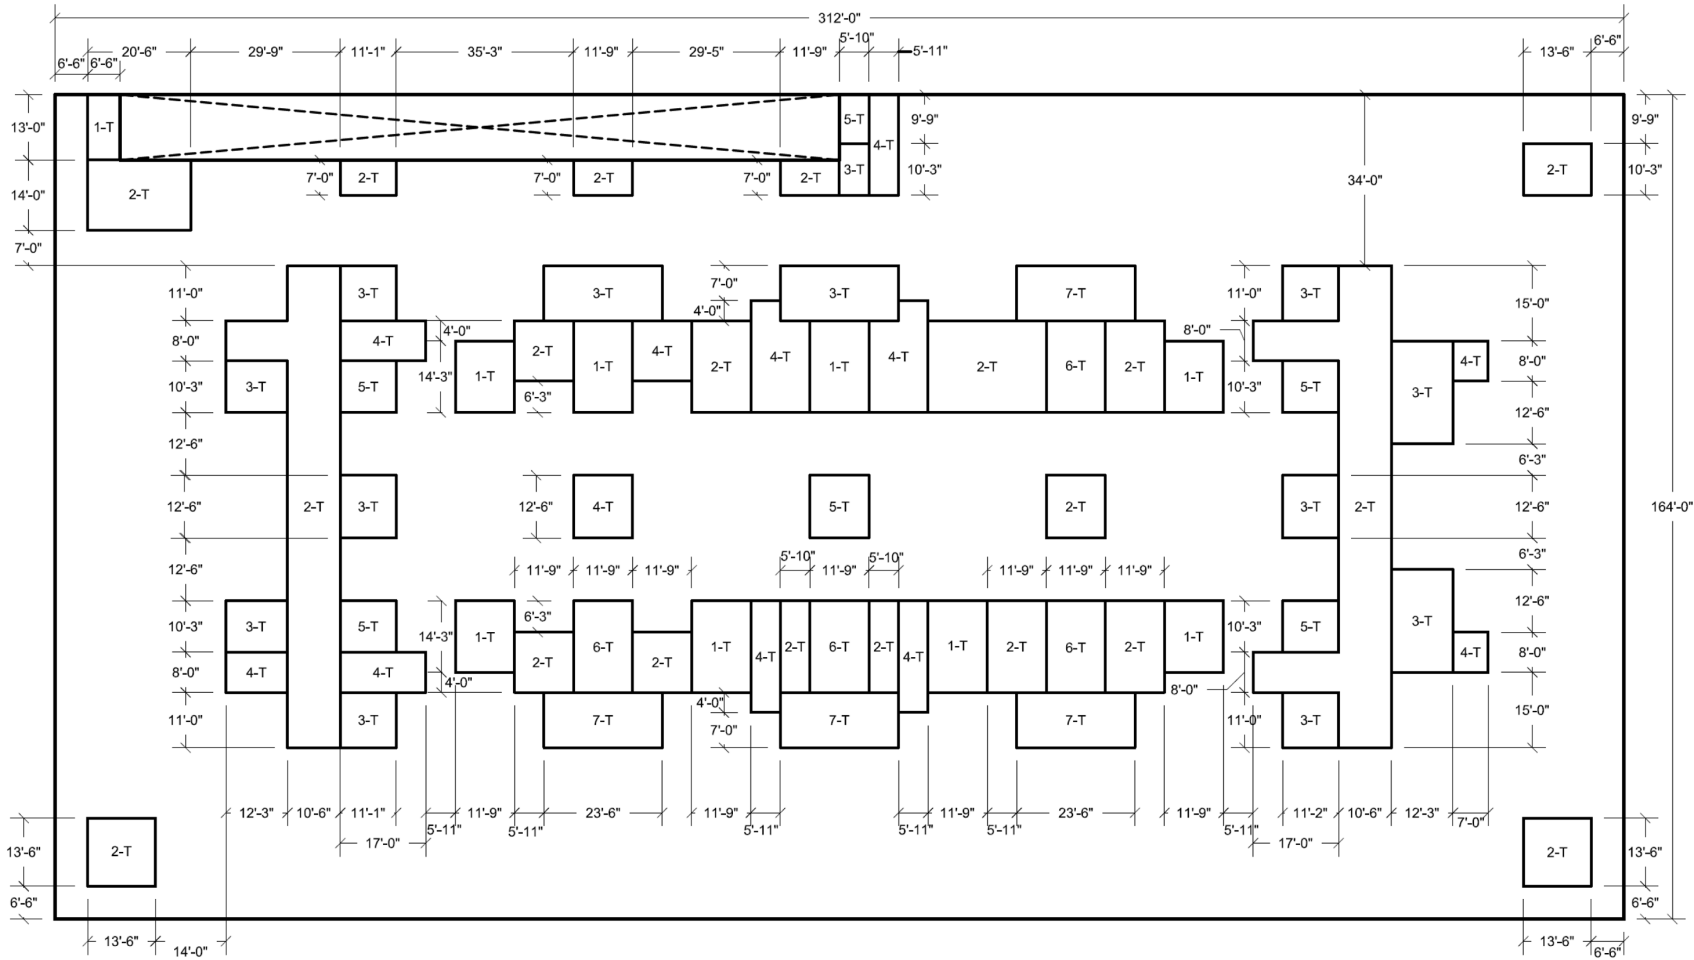 312'-0"
5'-10"
6'-6"
20'-6" 29'-9" 11'-1" 35'-3" 11'-9" 29'-5" 11'-9" 5'-11" 13'-6"
6'-6" 6'-6"
9'-9" 9'-9"
13'-0" 1-T 5-T
4-T
3-T 10'-3" 2-T 10'-3"
7'-0" 2-T 7'-0" 2-T 7'-0" 2-T 34'-0"
14'-0" 2-T
7'-0"
7'-0"
11'-0" 3-T 3-T 3-T 7-T 11'-0" 3-T 15'-0"
4'-0"
4'-0" 8'-0"
8'-0" 4-T
2-T 4-T 4-T 4-T 4-T 8'-0"
1-T 2-T 1-T 2-T 6-T 2-T
14'-3" 1-T 1-T
10'-3" 3-T 5-T 10'-3" 5-T 3-T
6'-3"
12'-6"
12'-6"
6'-3"
12'-6" 2-T 3-T 12'-6" 4-T 5-T 2-T 3-T 2-T 12'-6" 164'-0"
5'-10" 5'-10" 6'-3"
12'-6" 11'-9" 11'-9" 11'-9" 11'-9" 11'-9" 11'-9" 11'-9"
12'-6"
6'-3"
10'-3" 3-T 5-T 14'-3" 1-T 1-T 10'-3" 5-T 3-T
6-T 1-T 2-T 6-T 2-T 1-T 2-T 6-T 2-T
4-T 4-T
2-T 2-T
8'-0" 4-T 4-T 4-T 8'-0"
4'-0" 8'-0"
4'-0"
11'-0" 3-T 7-T 7-T 7-T 11'-0" 3-T 15'-0"
7'-0"
12'-3" 10'-6" 11'-1" 11'-9" 23'-6" 11'-9" 11'-9" 23'-6" 11'-9" 11'-2" 10'-6" 12'-3"
7'-0"
5'-11" 5'-11" 5'-11" 5'-11" 5'-11" 5'-11"
17'-0" 17'-0"
13'-6" 2-T 2-T 13'-6"
6'-6" 6'-6"
13'-6" 13'-6"
14'-0" 6'-6"